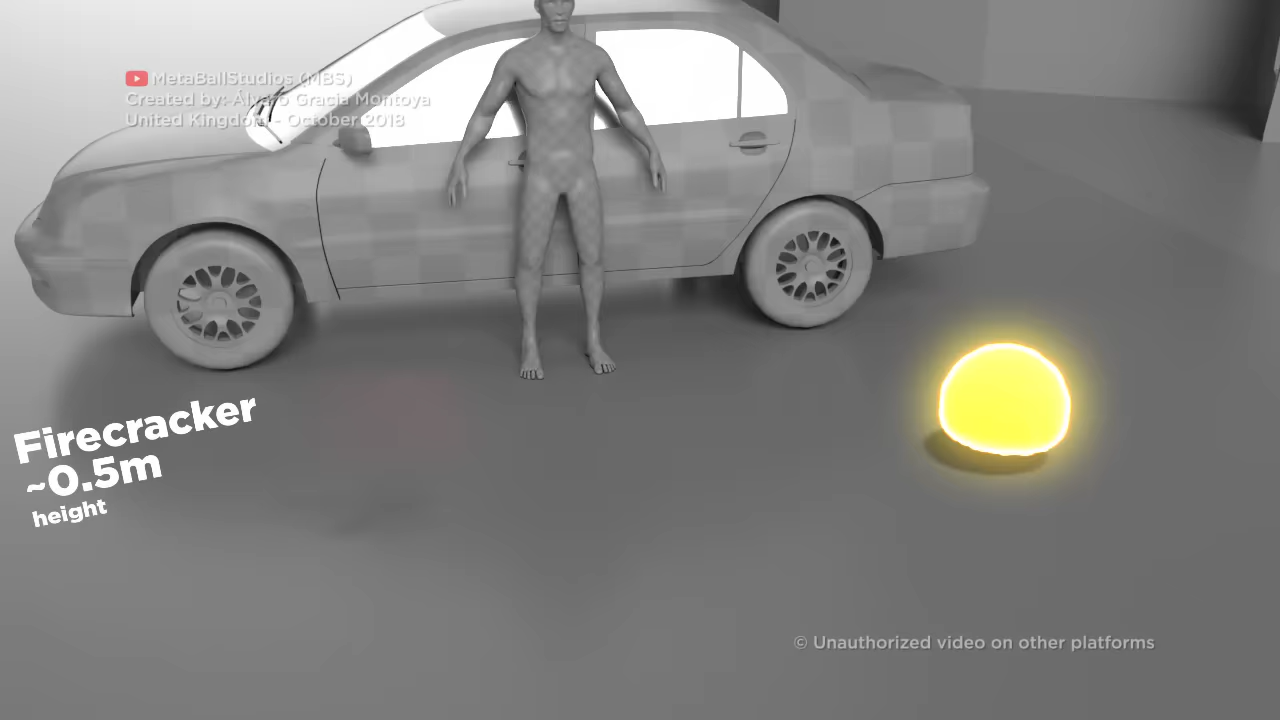 MetaBallStudios (MBS)
Created by: Álvaro Gracia Montoya
United Kingdom - October 2018
Firecracker
~0.5m
height
© Unauthorized video on other platforms